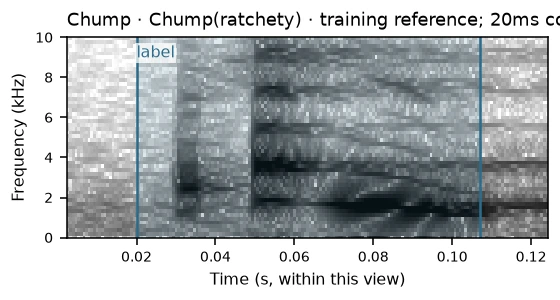 Chump · Chump(ratchety) · training reference; 20ms co
label
10
8
6
4
2
0
Frequency (kHz)
0.02 0.04 0.06 0.08 0.10 0.12
Time (s, within this view)